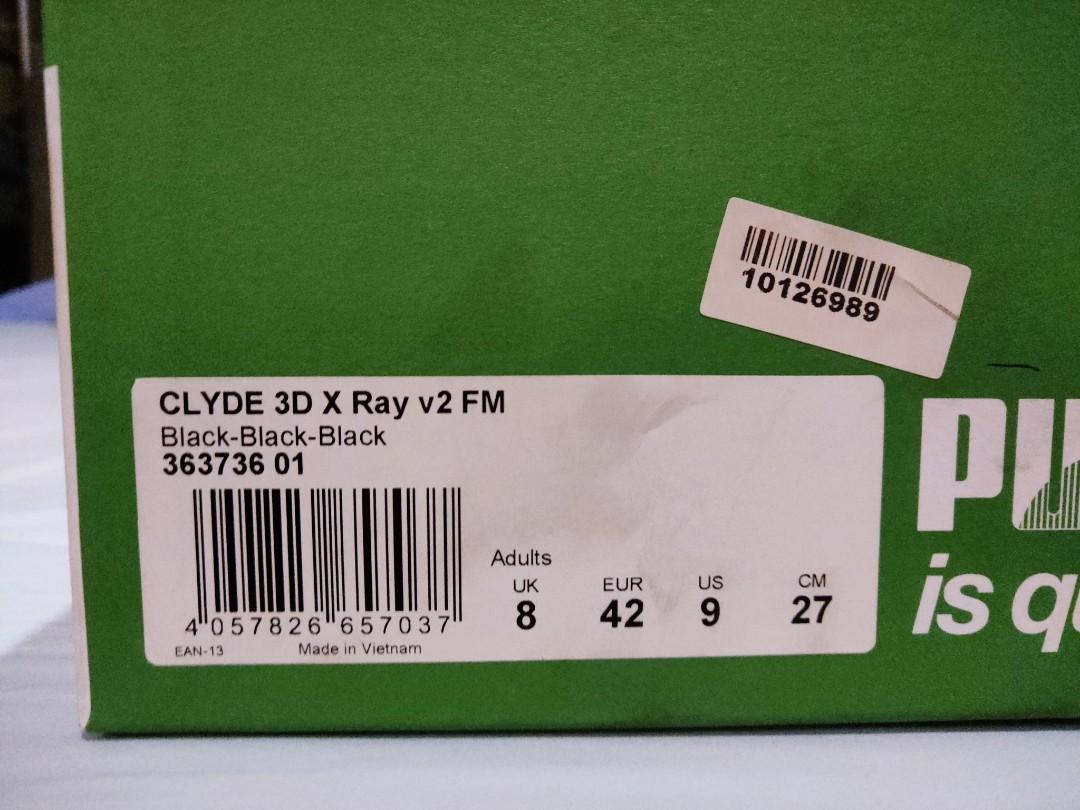 10126989
CLYDE 3D X Ray v2 FM
Black-Black-Black
363736 01
4 057826 657037
EAN-13
Made in Vietnam
Adults
UK EUR US CM
8 42 9 27
is